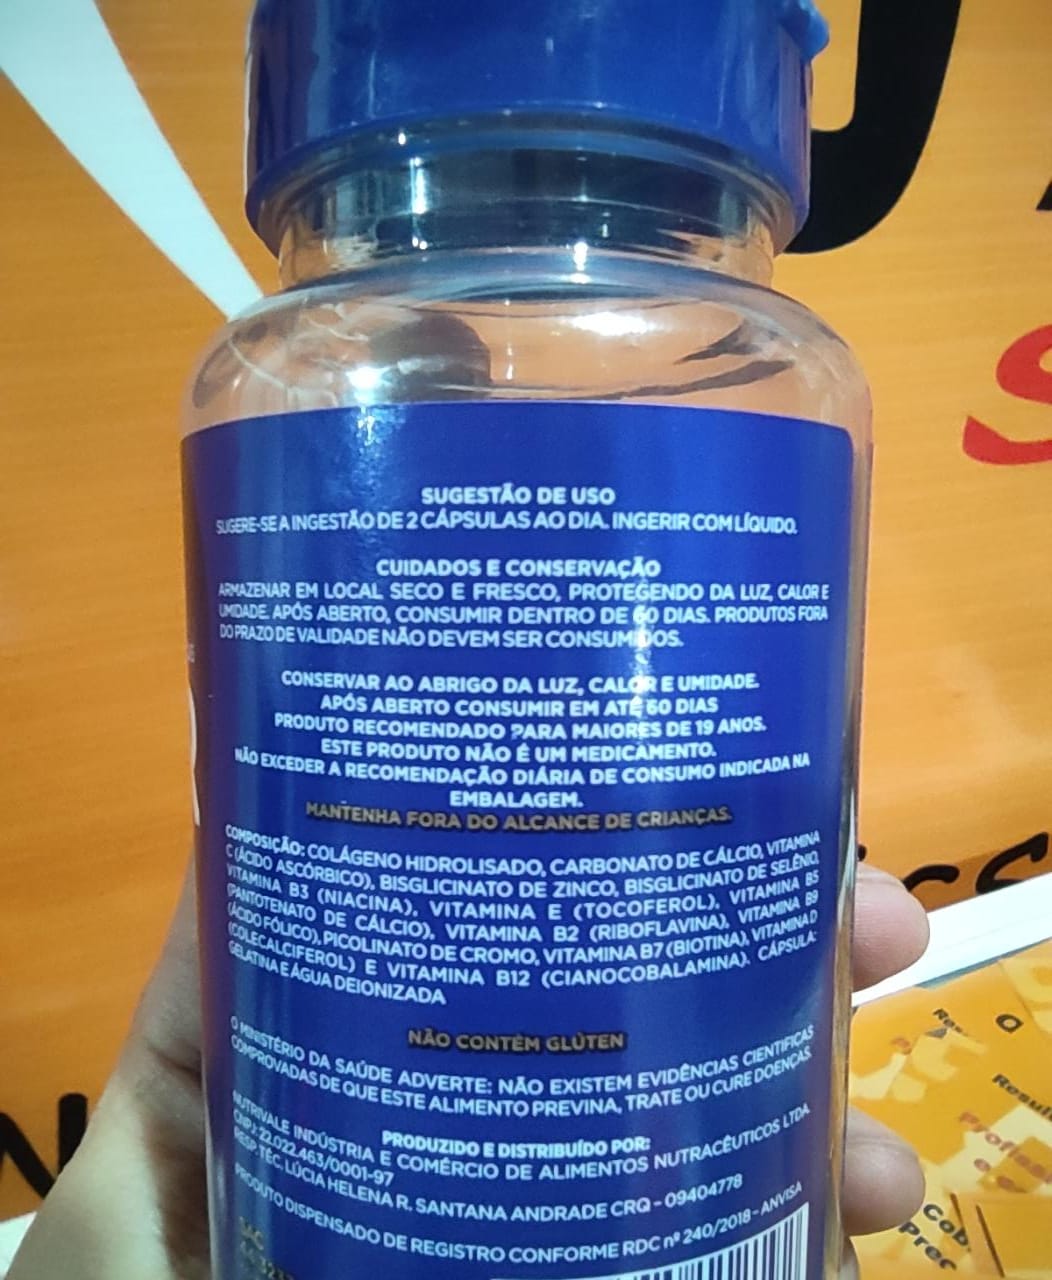 SUGESTÃO DE USO
SUGERE-SE A INGESTÃO DE 2 CÁPSULAS AO DIA. INGERIR COM LÍQUIDO.
CUIDADOS E CONSERVAÇÃO
ARMAZENAR EM LOCAL SECO E FRESCO, PROTEGENDO DA LUZ, CALOR E
UMIDADE. APÓS ABERTO, CONSUMIR DENTRO DE 60 DIAS. PRODUTOS FORA
DO PRAZO DE VALIDADE NÃO DEVEM SER CONSUMIDOS.
CONSERVAR AO ABRIGO DA LUZ, CALOR E UMIDADE.
APÓS ABERTO CONSUMIR EM ATÉ 60 DIAS
PRODUTO RECOMENDADO PARA MAIORES DE 19 ANOS.
ESTE PRODUTO NÃO É UM MEDICAMENTO.
NÃO EXCEDER A RECOMENDAÇÃO DIÁRIA DE CONSUMO INDICADA NA
EMBALAGEM.
MANTENHA FORA DO ALCANCE DE CRIANÇAS.
COMPOSIÇÃO: COLÁGENO HIDROLISADO, CARBONATO DE CÁLCIO, VITAMINA
C (ÁCIDO ASCÓRBICO), BISGLICINATO DE ZINCO, BISGLICINATO DE SELÊNIO,
VITAMINA B3 (NIACINA), VITAMINA E (TOCOFEROL), VITAMINA B5
(PANTOTENATO DE CÁLCIO), VITAMINA B2 (RIBOFLAVINA), VITAMINA B9
(ÁCIDO FÓLICO), PICOLINATO DE CROMO, VITAMINA B7 (BIOTINA), VITAMINA D
(COLECALCIFEROL) E VITAMINA B12 (CIANOCOBALAMINA). CÁPSULA:
GELATINA E ÁGUA DEIONIZADA
NÃO CONTÉM GLÚTEN
O MINISTÉRIO DA SAÚDE ADVERTE: NÃO EXISTEM EVIDÊNCIAS CIENTÍFICAS
COMPROVADAS DE QUE ESTE ALIMENTO PREVINA, TRATE OU CURE DOENÇAS.
PRODUZIDO E DISTRIBUÍDO POR:
NUTRIVALE INDÚSTRIA E COMÉRCIO DE ALIMENTOS NUTRACÊUTICOS LTDA
CNPJ: 22.022.463/0001-97
RESP. TÉC. LÚCIA HELENA R. SANTANA ANDRADE CRQ - 09404778
PRODUTO DISPENSADO DE REGISTRO CONFORME RDC nº 240/2018 - ANVISA
SAC
Cob.
Prec